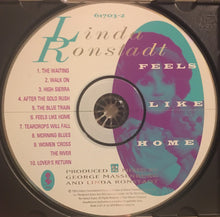 61703-2
Linda
Ronstadt
FEELS
LIKE
HOME
1. THE WAITING
2. WALK ON
3. HIGH SIERRA
4. AFTER THE GOLD RUSH
5. THE BLUE TRAIN
6. FEELS LIKE HOME
7. TEARDROPS WILL FALL
8. MORNING BLUES
9. WOMEN CROSS
THE RIVER
10. LOVER'S RETURN
PRODUCED BY
GEORGE MASSENBURG
AND LINDA RONSTADT